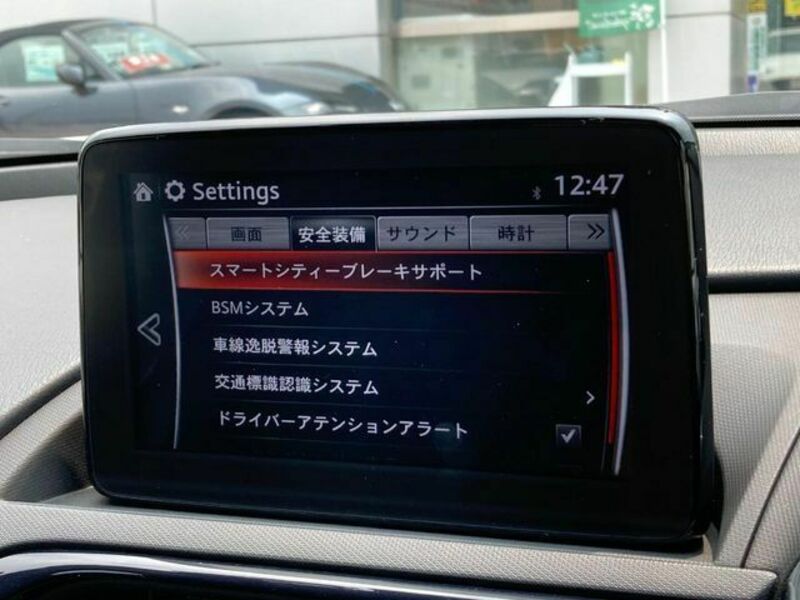 Settings
12:47
画面
安全装備
サウンド
時計
スマートシティーブレーキサポート
BSMシステム
車線逸脱警報システム
交通標識認識システム
ドライバーアテンションアラート